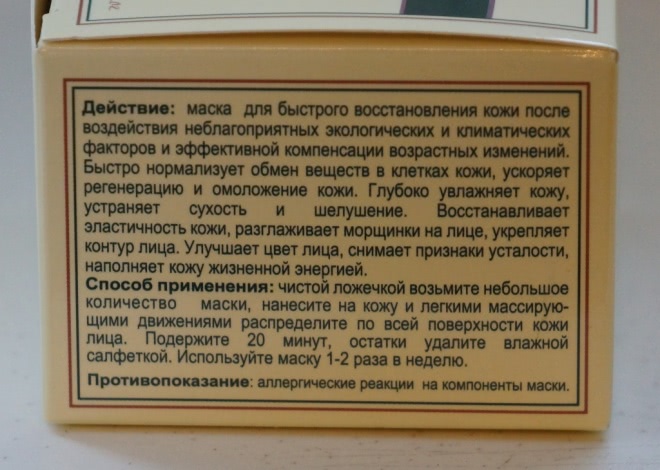 Действие: маска для быстрого восстановления кожи после
воздействия неблагоприятных экологических и климатических
факторов и эффективной компенсации возрастных изменений.
Быстро нормализует обмен веществ в клетках кожи, ускоряет
регенерацию и омоложение кожи. Глубоко увлажняет кожу,
устраняет сухость и шелушение. Восстанавливает
эластичность кожи, разглаживает морщинки на лице, укрепляет
контур лица. Улучшает цвет лица, снимает признаки усталости,
наполняет кожу жизненной энергией.
Способ применения: чистой ложечкой возьмите небольшое
количество маски, нанесите на кожу и легкими массирую-
щими движениями распределите по всей поверхности кожи
лица. Подержите 20 минут, остатки удалите влажной
салфеткой. Используйте маску 1-2 раза в неделю.
Противопоказание: аллергические реакции на компоненты маски.